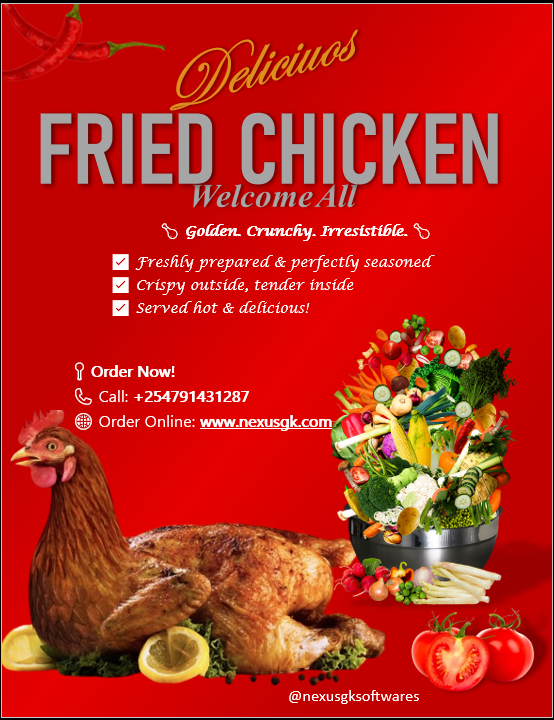 Deliciuos
FRIED CHICKEN
Welcome All
Golden. Crunchy. Irresistible.
Freshly prepared & perfectly seasoned
Crispy outside, tender inside
Served hot & delicious!
Order Now!
Call: +254791431287
Order Online: www.nexusgk.com
@nexusgksoftwares